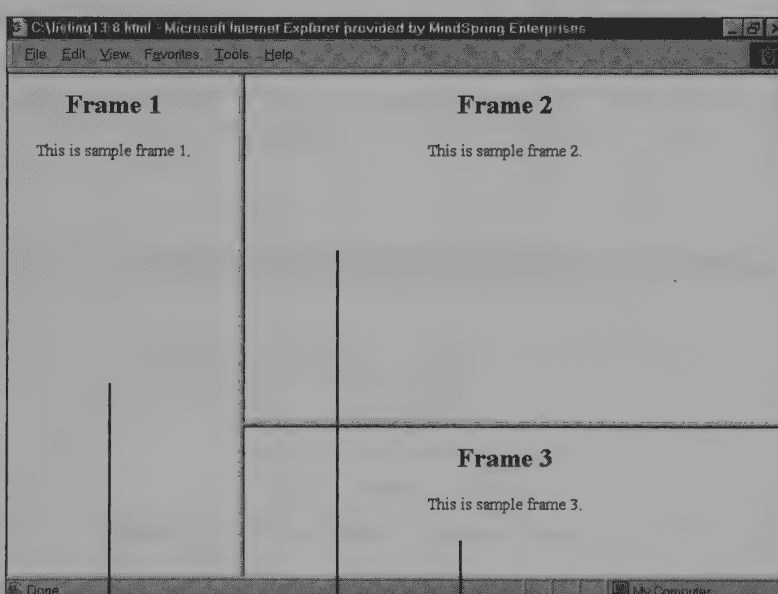 C:\listing13-8.html - Microsoft Internet Explorer provided by MindSpring Enterprises
File Edit View Favorites Tools Help
Frame 1
This is sample frame 1.
Frame 2
This is sample frame 2.
Frame 3
This is sample frame 3.
Done
My Computer